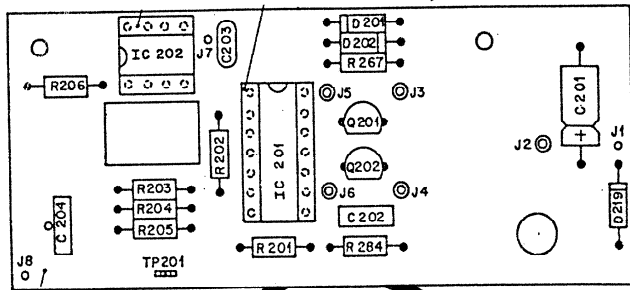 IC 202
J7
C203
D201
D202
R267
R206
J5
J3
C201
Q201
R202
IC 201
J2
J1
Q202
R203
J6
J4
R204
D219
C 204
R205
C 202
R201
R284
J8
TP201
+